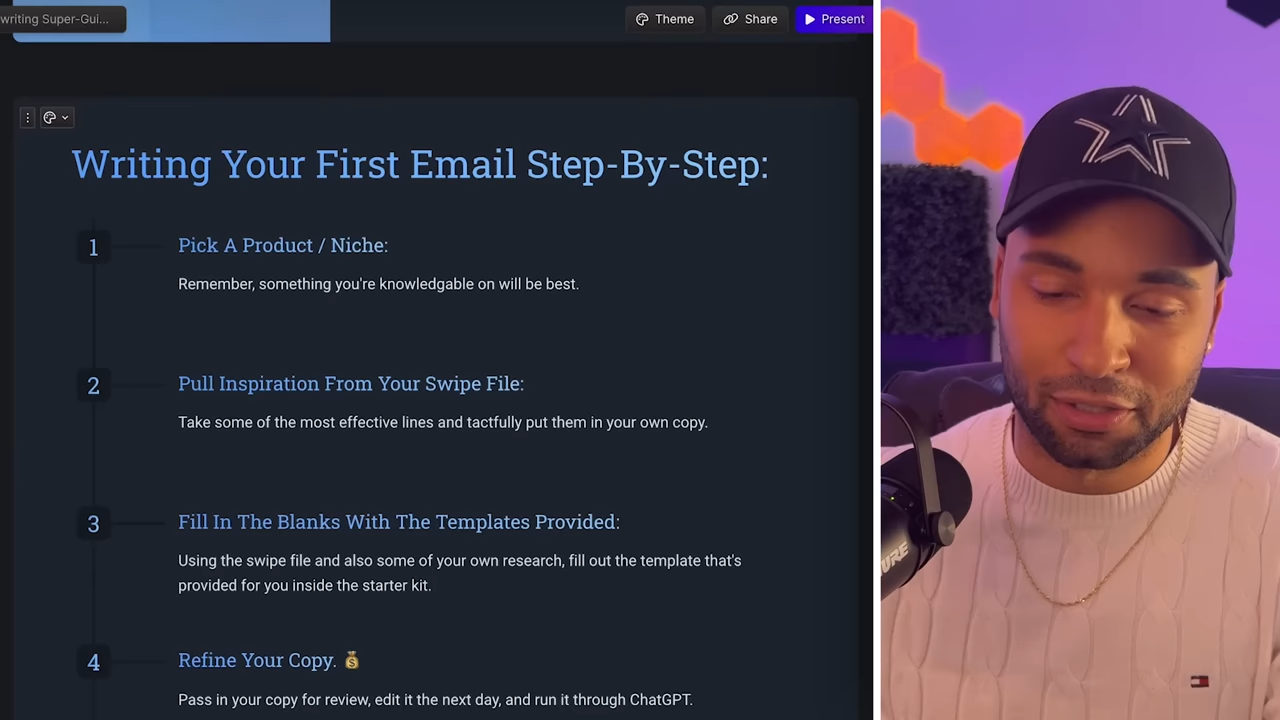 writing Super-Gui...
Theme
Share
Present
Writing Your First Email Step-By-Step:
1
Pick A Product / Niche:
Remember, something you're knowledgable on will be best.
2
Pull Inspiration From Your Swipe File:
Take some of the most effective lines and tactfully put them in your own copy.
3
Fill In The Blanks With The Templates Provided:
Using the swipe file and also some of your own research, fill out the template that's
provided for you inside the starter kit.
4
Refine Your Copy. 💰
Pass in your copy for review, edit it the next day, and run it through ChatGPT.
URE